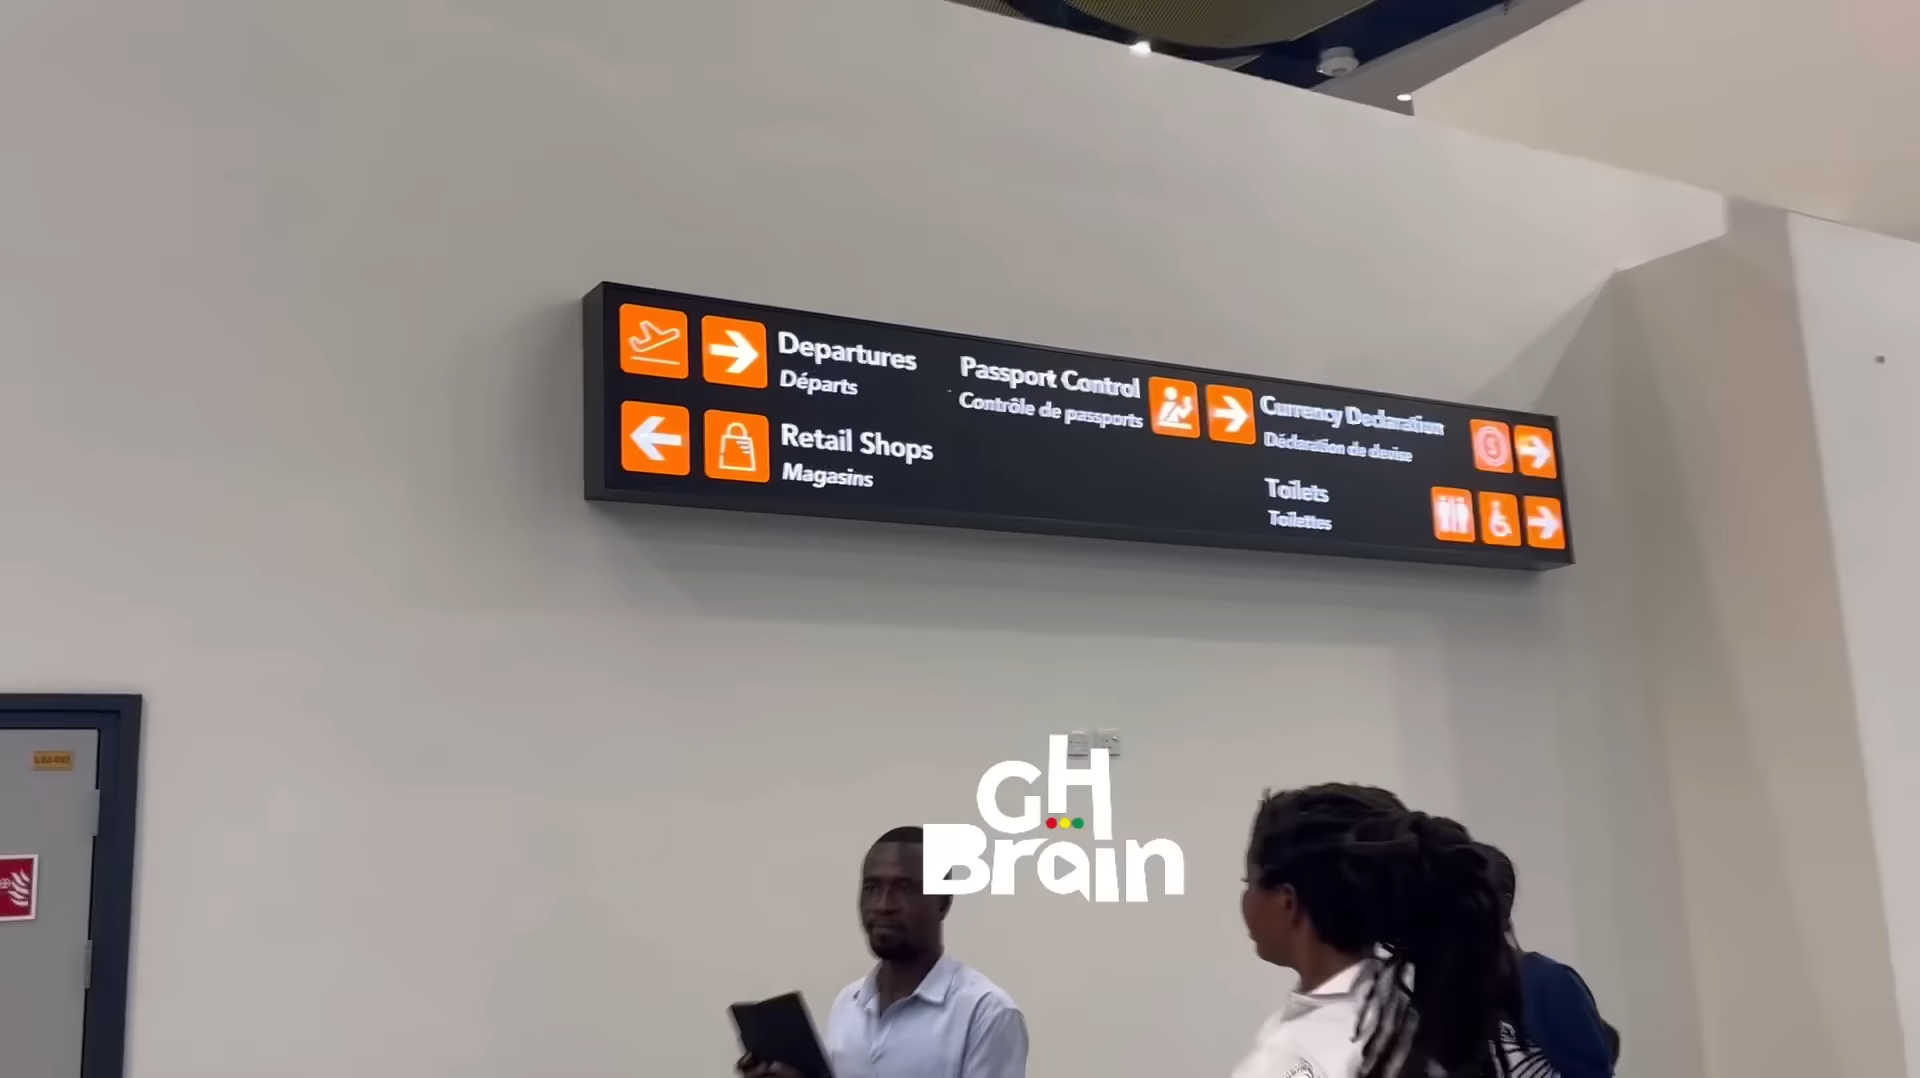 Departures
Départs
Retail Shops
Magasins
Passport Control
Contrôle de passports
Currency Declaration
Déclaration de devise
Toilets
Toilettes
GH
Brain